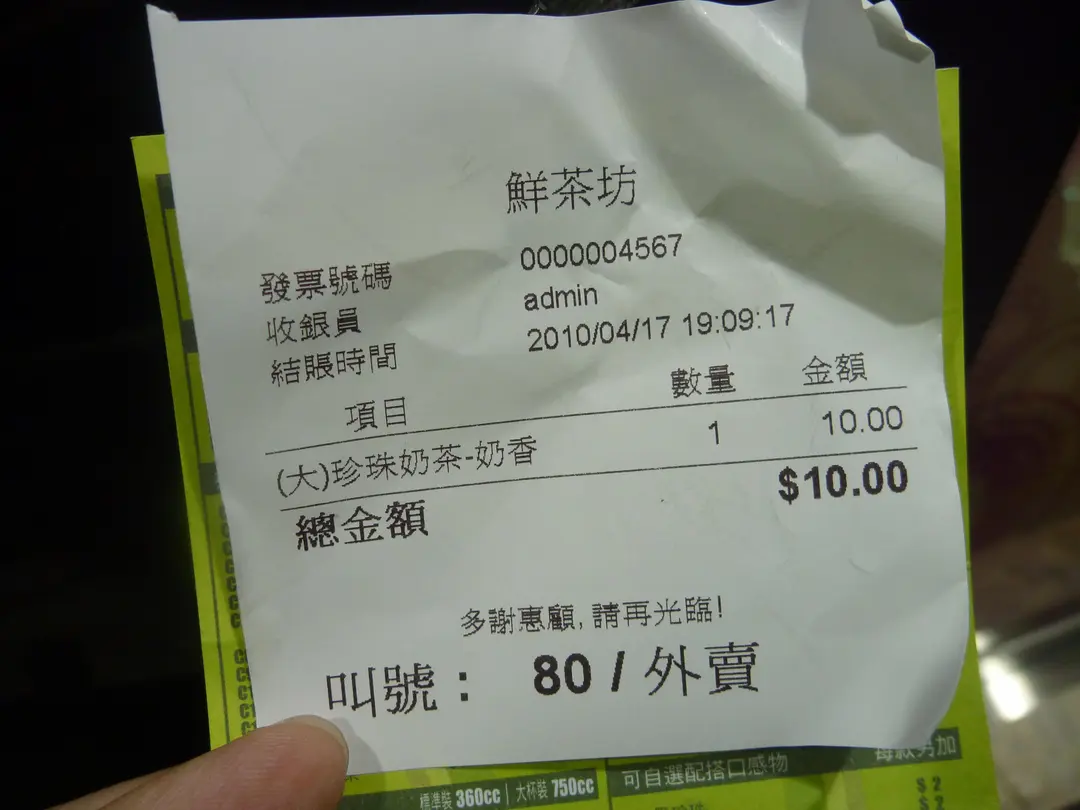 鮮茶坊
發票號碼 0000004567
收銀員 admin
結賬時間 2010/04/17 19:09:17
項目 數量 金額
(大)珍珠奶茶-奶香 1 10.00
總金額 $10.00
多謝惠顧, 請再光臨!
叫號： 80 / 外賣
標準裝 360cc | 大杯裝 750cc
可自選配搭口感物
每款另加
$2
$2